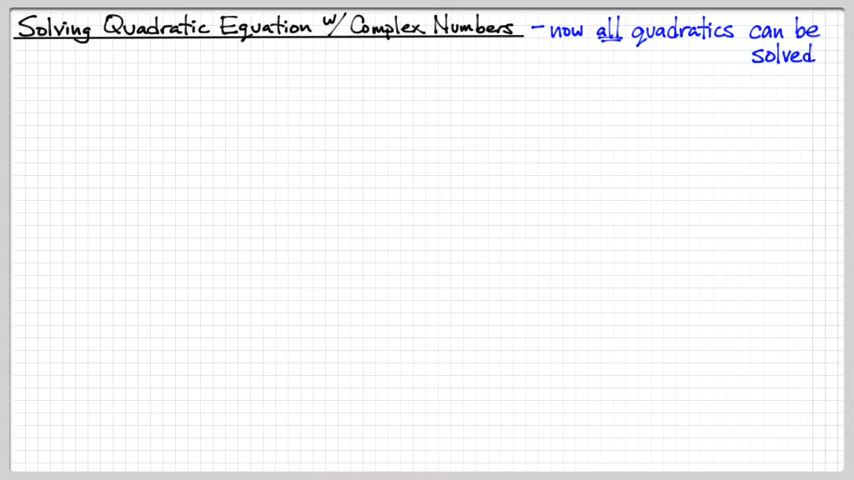 Solving Quadratic Equation w/ Complex Numbers - now all quadratics can be
solved